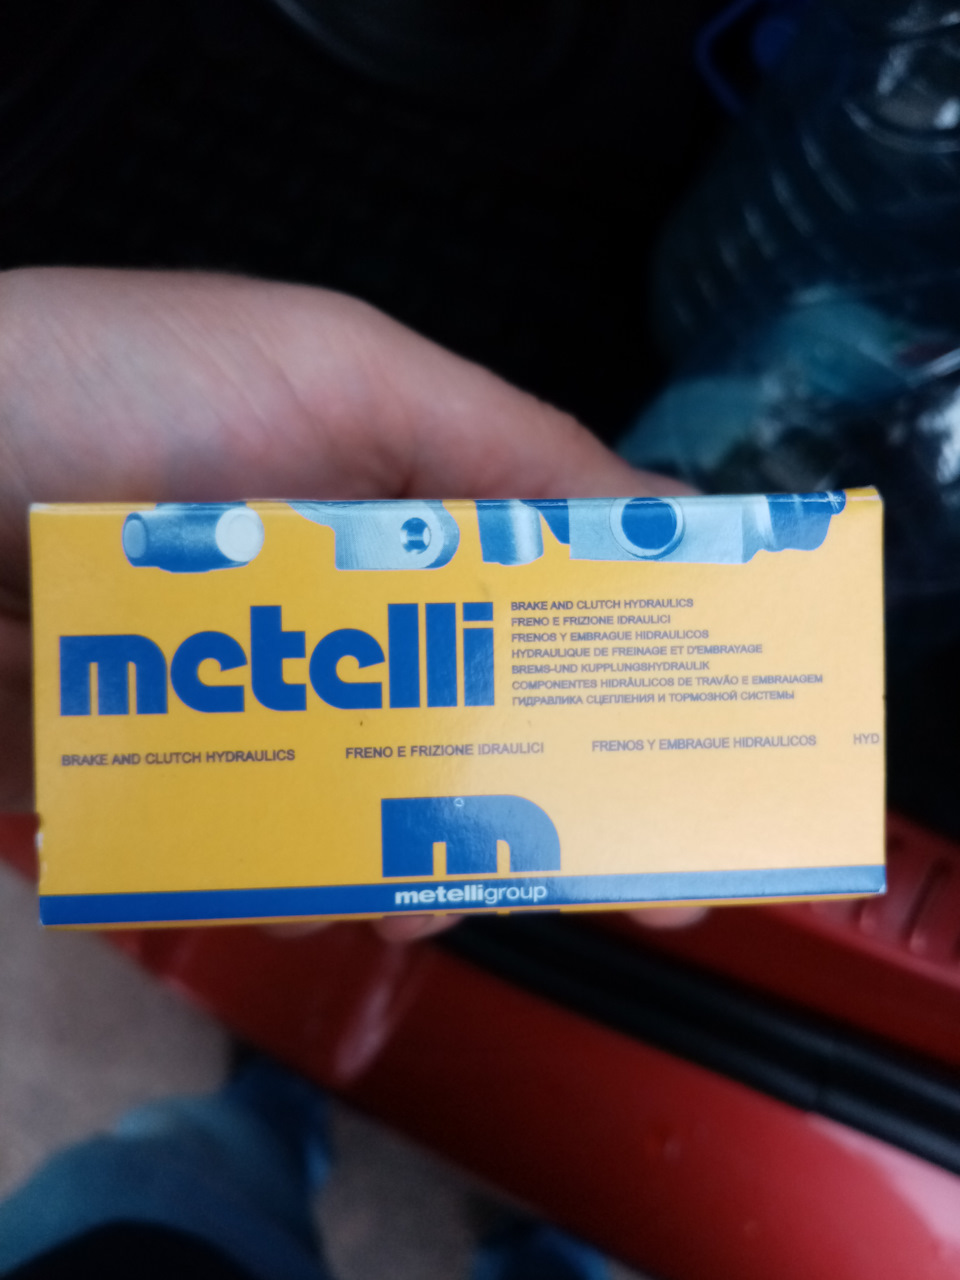 metelli
BRAKE AND CLUTCH HYDRAULICS
FRENO E FRIZIONE IDRAULICI
FRENOS Y EMBRAGUE HIDRAULICOS
HYDRAULIQUE DE FREINAGE ET D'EMBRAYAGE
BREMS-UND KUPPLUNGSHYDRAULIK
COMPONENTES HIDRÁULICOS DE TRAVÃO E EMBRAIAGEM
ГИДРАВЛИКА СЦЕПЛЕНИЯ И ТОРМОЗНОЙ СИСТЕМЫ
BRAKE AND CLUTCH HYDRAULICS FRENO E FRIZIONE IDRAULICI FRENOS Y EMBRAGUE HIDRAULICOS HYD
m
metelligroup